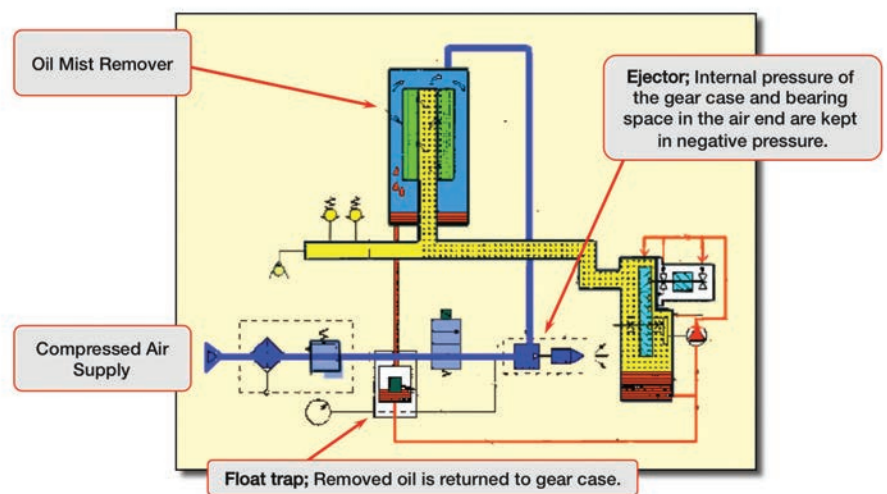 Oil Mist Remover
Ejector; Internal pressure of
the gear case and bearing
space in the air end are kept
in negative pressure.
Compressed Air
Supply
Float trap; Removed oil is returned to gear case.